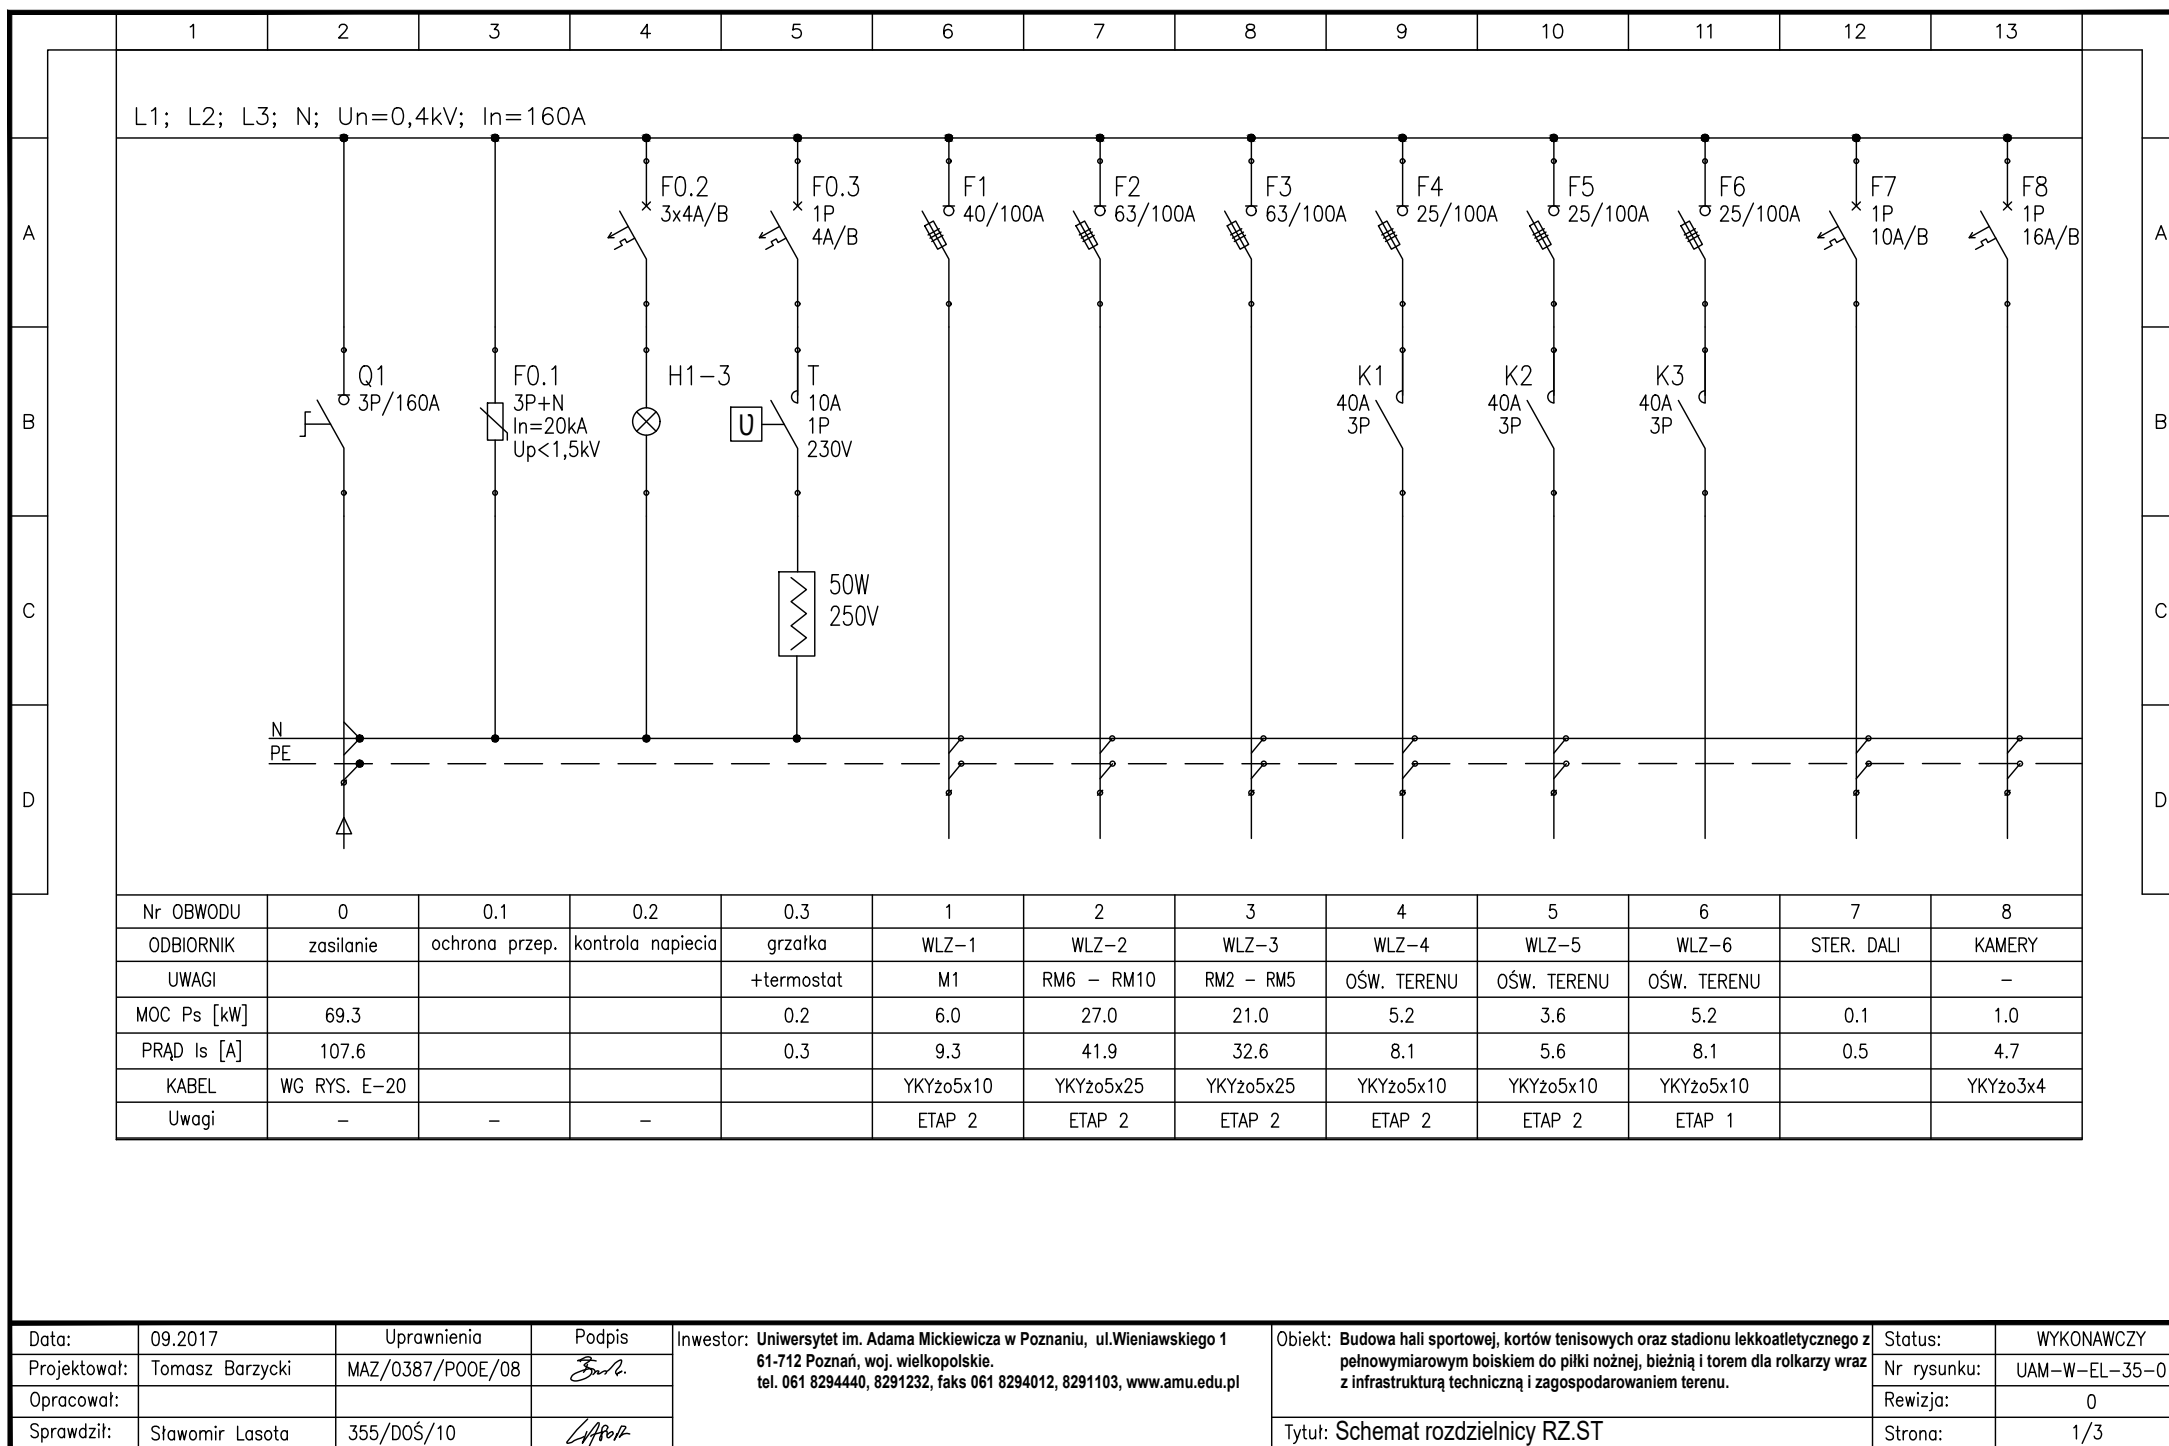 1 2 3 4 5 6 7 8 9 10 11 12 13
L1; L2; L3; N; Un=0,4kV; In=160A
A
A
B
B
C
C
D
D
F0.2
3x4A/B
F0.3
1P
4A/B
F1
40/100A
F2
63/100A
F3
63/100A
F4
25/100A
F5
25/100A
F6
25/100A
F7
1P
10A/B
F8
1P
16A/B
Q1
3P/160A
F0.1
3P+N
In=20kA
Up<1,5kV
H1-3
T
10A
1P
230V
U
K1
40A
3P
K2
40A
3P
K3
40A
3P
50W
250V
N
PE
Nr OBWODU 0 0.1 0.2 0.3 1 2 3 4 5 6 7 8
ODBIORNIK zasilanie ochrona przep. kontrola napiecia grzałka WLZ-1 WLZ-2 WLZ-3 WLZ-4 WLZ-5 WLZ-6 STER. DALI KAMERY
UWAGI +termostat M1 RM6 - RM10 RM2 - RM5 OŚW. TERENU OŚW. TERENU OŚW. TERENU -
MOC Ps [kW] 69.3 0.2 6.0 27.0 21.0 5.2 3.6 5.2 0.1 1.0
PRĄD Is [A] 107.6 0.3 9.3 41.9 32.6 8.1 5.6 8.1 0.5 4.7
KABEL WG RYS. E-20 YKYżo5x10 YKYżo5x25 YKYżo5x25 YKYżo5x10 YKYżo5x10 YKYżo5x10 YKYżo3x4
Uwagi - - - ETAP 2 ETAP 2 ETAP 2 ETAP 2 ETAP 2 ETAP 1
Data: 09.2017 Uprawnienia Podpis
Projektował: Tomasz Barzycki MAZ/0387/POOE/08
Opracował:
Sprawdził: Sławomir Lasota 355/DOŚ/10
Inwestor: Uniwersytet im. Adama Mickiewicza w Poznaniu, ul.Wieniawskiego 1
61-712 Poznań, woj. wielkopolskie.
tel. 061 8294440, 8291232, faks 061 8294012, 8291103, www.amu.edu.pl
Obiekt: Budowa hali sportowej, kortów tenisowych oraz stadionu lekkoatletycznego z
pełnowymiarowym boiskiem do piłki nożnej, bieżnią i torem dla rolkarzy wraz
z infrastrukturą techniczną i zagospodarowaniem terenu.
Tytuł: Schemat rozdzielnicy RZ.ST
Status: WYKONAWCZY
Nr rysunku: UAM-W-EL-35-0
Rewizja: 0
Strona: 1/3